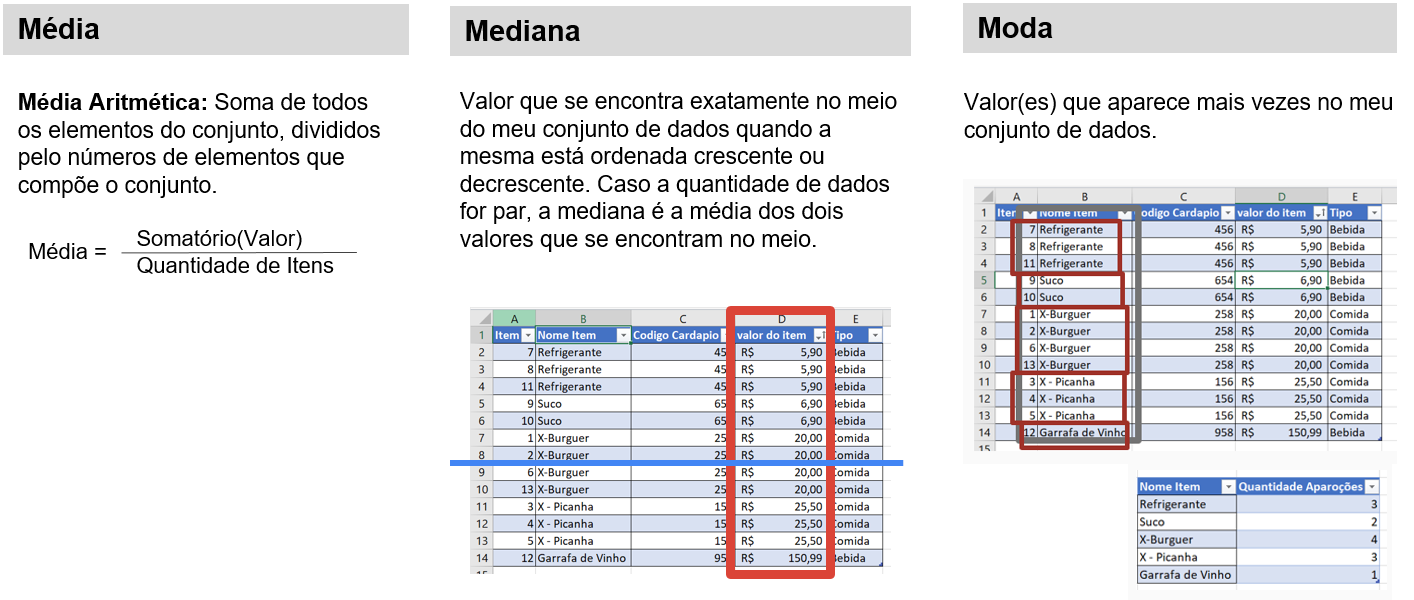 Média
Média Aritmética: Soma de todos
os elementos do conjunto, divididos
pelo números de elementos que
compõe o conjunto.
Média = Somatório(Valor)
Quantidade de Itens
Mediana
Valor que se encontra exatamente no meio
do meu conjunto de dados quando a
mesma está ordenada crescente ou
decrescente. Caso a quantidade de dados
for par, a mediana é a média dos dois
valores que se encontram no meio.
A B C D E
1 Item Nome Item Codigo Cardapio valor do item Tipo
2 7 Refrigerante 45 R$ 5,90 Bebida
3 8 Refrigerante 45 R$ 5,90 Bebida
4 11 Refrigerante 45 R$ 5,90 Bebida
5 9 Suco 65 R$ 6,90 Bebida
6 10 Suco 65 R$ 6,90 Bebida
7 1 X-Burguer 25 R$ 20,00 Comida
8 2 X-Burguer 25 R$ 20,00 Comida
9 6 X-Burguer 25 R$ 20,00 Comida
10 13 X-Burguer 25 R$ 20,00 Comida
11 3 X - Picanha 15 R$ 25,50 Comida
12 4 X - Picanha 15 R$ 25,50 Comida
13 5 X - Picanha 15 R$ 25,50 Comida
14 12 Garrafa de Vinho 95 R$ 150,99 Bebida
Moda
Valor(es) que aparece mais vezes no meu
conjunto de dados.
A B C D E
1 Iter Nome Item odigo Cardapio valor do item Tipo
2 7 Refrigerante 456 R$ 5,90 Bebida
3 8 Refrigerante 456 R$ 5,90 Bebida
4 11 Refrigerante 456 R$ 5,90 Bebida
5 9 Suco 654 R$ 6,90 Bebida
6 10 Suco 654 R$ 6,90 Bebida
7 1 X-Burguer 258 R$ 20,00 Comida
8 2 X-Burguer 258 R$ 20,00 Comida
9 6 X-Burguer 258 R$ 20,00 Comida
10 13 X-Burguer 258 R$ 20,00 Comida
11 3 X - Picanha 156 R$ 25,50 Comida
12 4 X - Picanha 156 R$ 25,50 Comida
13 5 X - Picanha 156 R$ 25,50 Comida
14 12 Garrafa de Vinho 958 R$ 150,99 Bebida
15
Nome Item Quantidade Aparoções
Refrigerante 3
Suco 2
X-Burguer 4
X - Picanha 3
Garrafa de Vinho 1